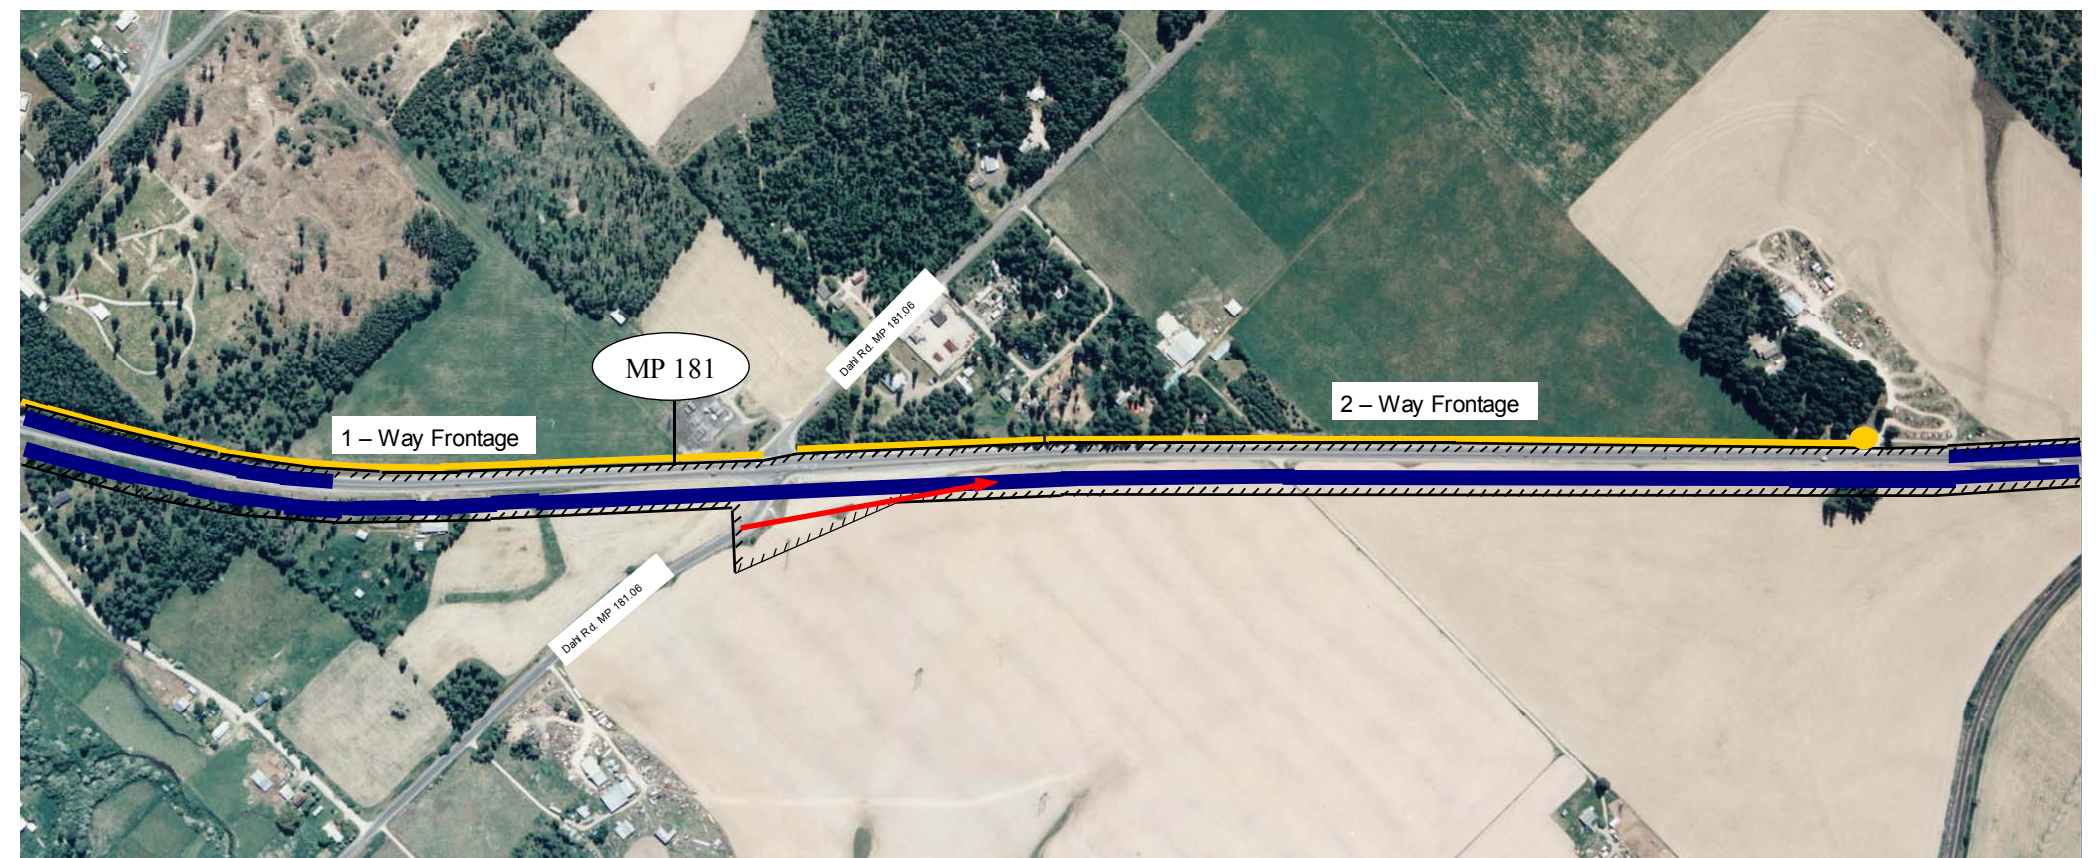 Dahl Rd. MP 181.06
MP 181
2 – Way Frontage
1 – Way Frontage
Dahl Rd. MP 181.06